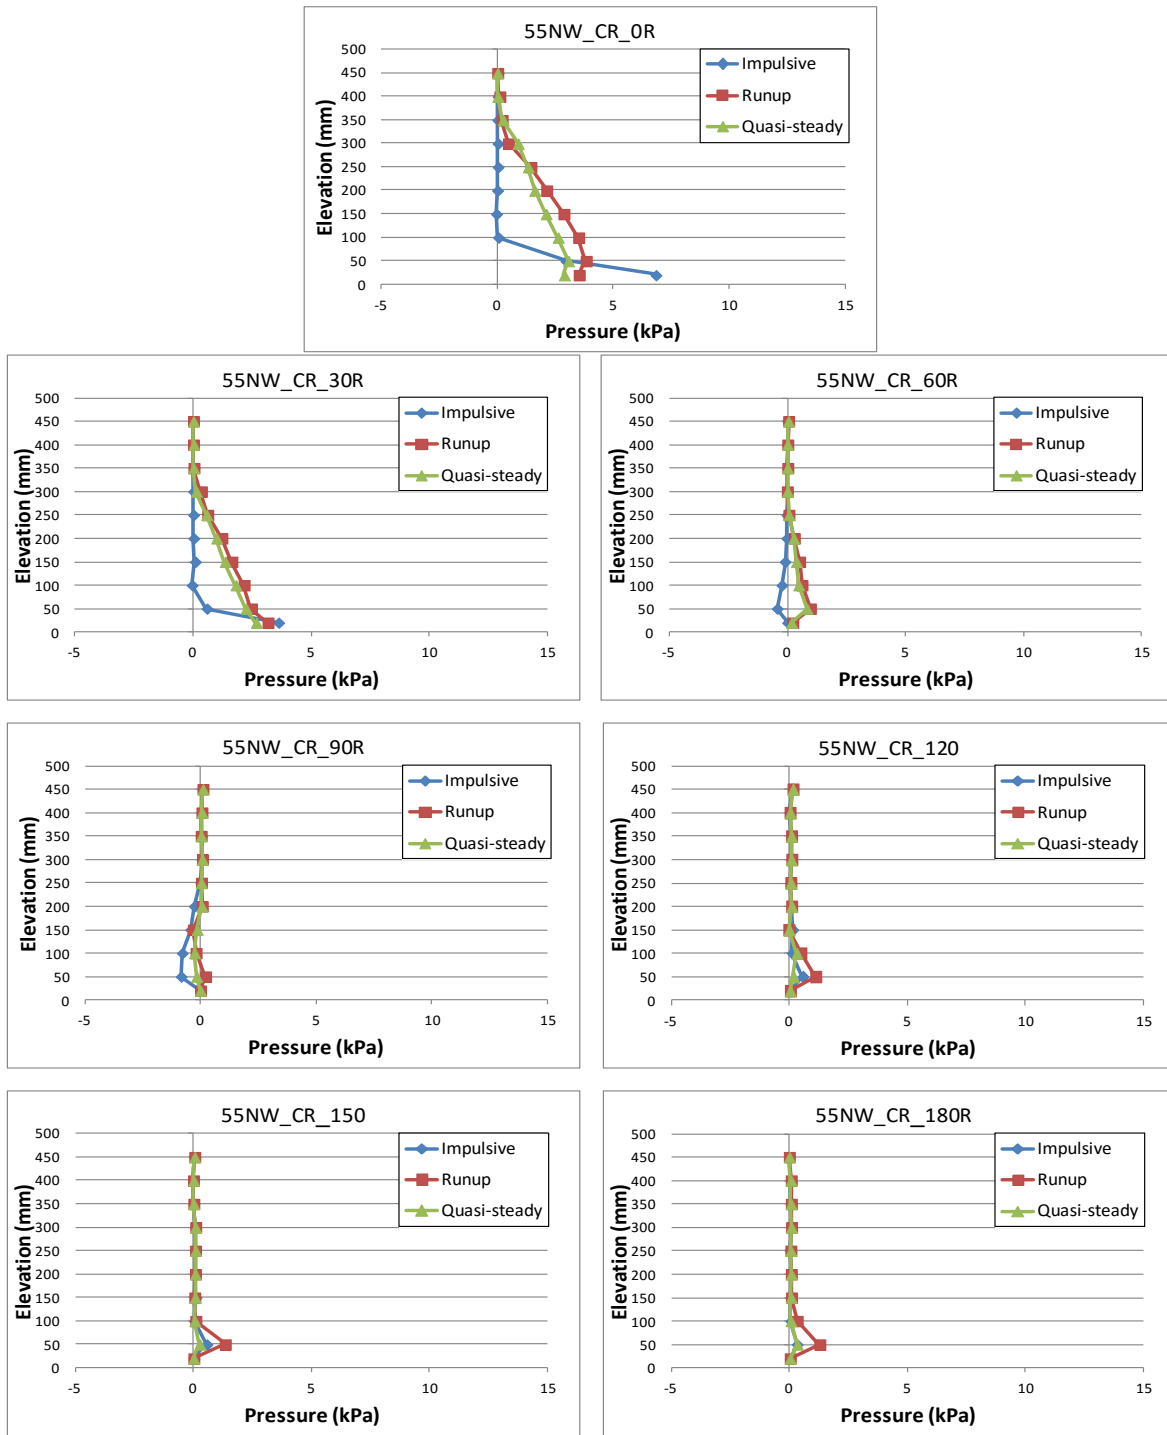 55NW_CR_0R
500
450
400
350
300
250
200
150
100
50
0
Elevation (mm)
-5 0 5 10 15
Pressure (kPa)
Impulsive
Runup
Quasi-steady
55NW_CR_30R
500
450
400
350
300
250
200
150
100
50
0
Elevation (mm)
-5 0 5 10 15
Pressure (kPa)
Impulsive
Runup
Quasi-steady
55NW_CR_60R
500
450
400
350
300
250
200
150
100
50
0
Elevation (mm)
-5 0 5 10 15
Pressure (kPa)
Impulsive
Runup
Quasi-steady
55NW_CR_90R
500
450
400
350
300
250
200
150
100
50
0
Elevation (mm)
-5 0 5 10 15
Pressure (kPa)
Impulsive
Runup
Quasi-steady
55NW_CR_120
500
450
400
350
300
250
200
150
100
50
0
Elevation (mm)
-5 0 5 10 15
Pressure (kPa)
Impulsive
Runup
Quasi-steady
55NW_CR_150
500
450
400
350
300
250
200
150
100
50
0
Elevation (mm)
-5 0 5 10 15
Pressure (kPa)
Impulsive
Runup
Quasi-steady
55NW_CR_180R
500
450
400
350
300
250
200
150
100
50
0
Elevation (mm)
-5 0 5 10 15
Pressure (kPa)
Impulsive
Runup
Quasi-steady